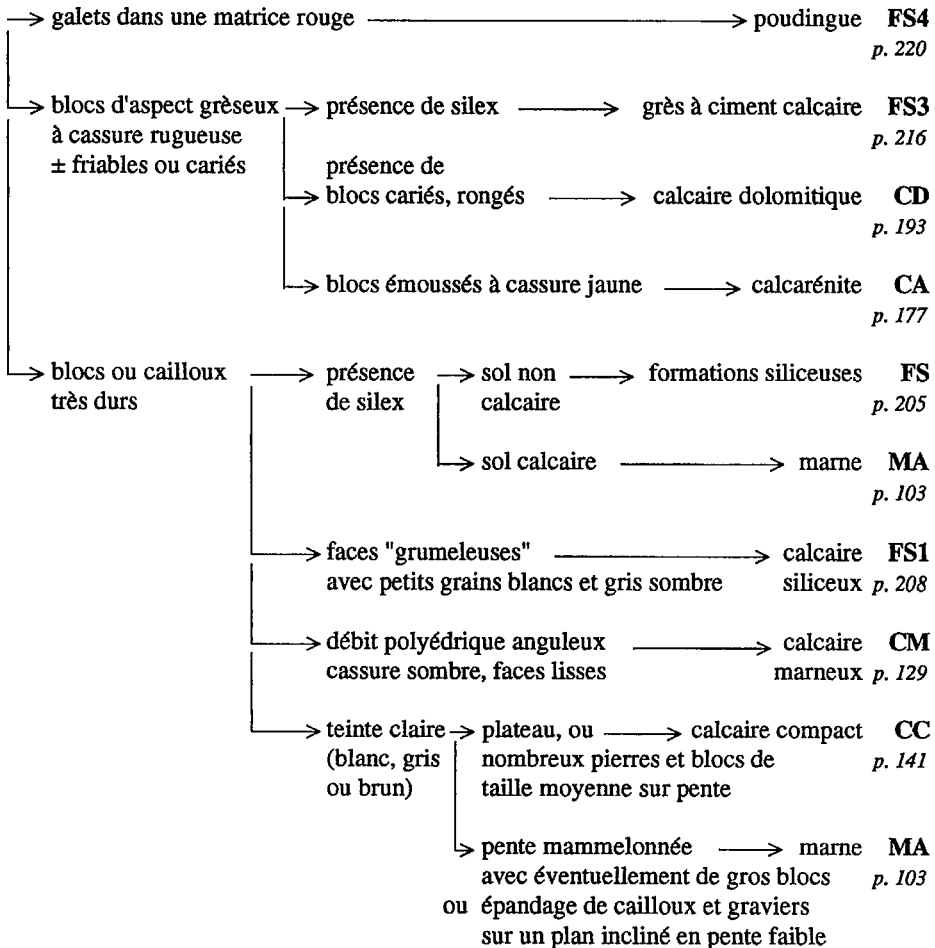 galets dans une matrice rouge poudingue FS4
p. 220
blocs d'aspect grèseux présence de silex grès à ciment calcaire FS3
à cassure rugueuse p. 216
± friables ou cariés présence de
blocs cariés, rongés calcaire dolomitique CD
p. 193
blocs émoussés à cassure jaune calcarénite CA
p. 177
blocs ou cailloux présence sol non formations siliceuses FS
très durs de silex calcaire p. 205
sol calcaire marne MA
p. 103
faces "grumeleuses" calcaire FS1
avec petits grains blancs et gris sombre siliceux p. 208
débit polyédrique anguleux calcaire CM
cassure sombre, faces lisses marneux p. 129
teinte claire plateau, ou calcaire compact CC
(blanc, gris nombreux pierres et blocs de p. 141
ou brun) taille moyenne sur pente
pente mammelonnée marne MA
avec éventuellement de gros blocs p. 103
ou épandage de cailloux et graviers
sur un plan incliné en pente faible